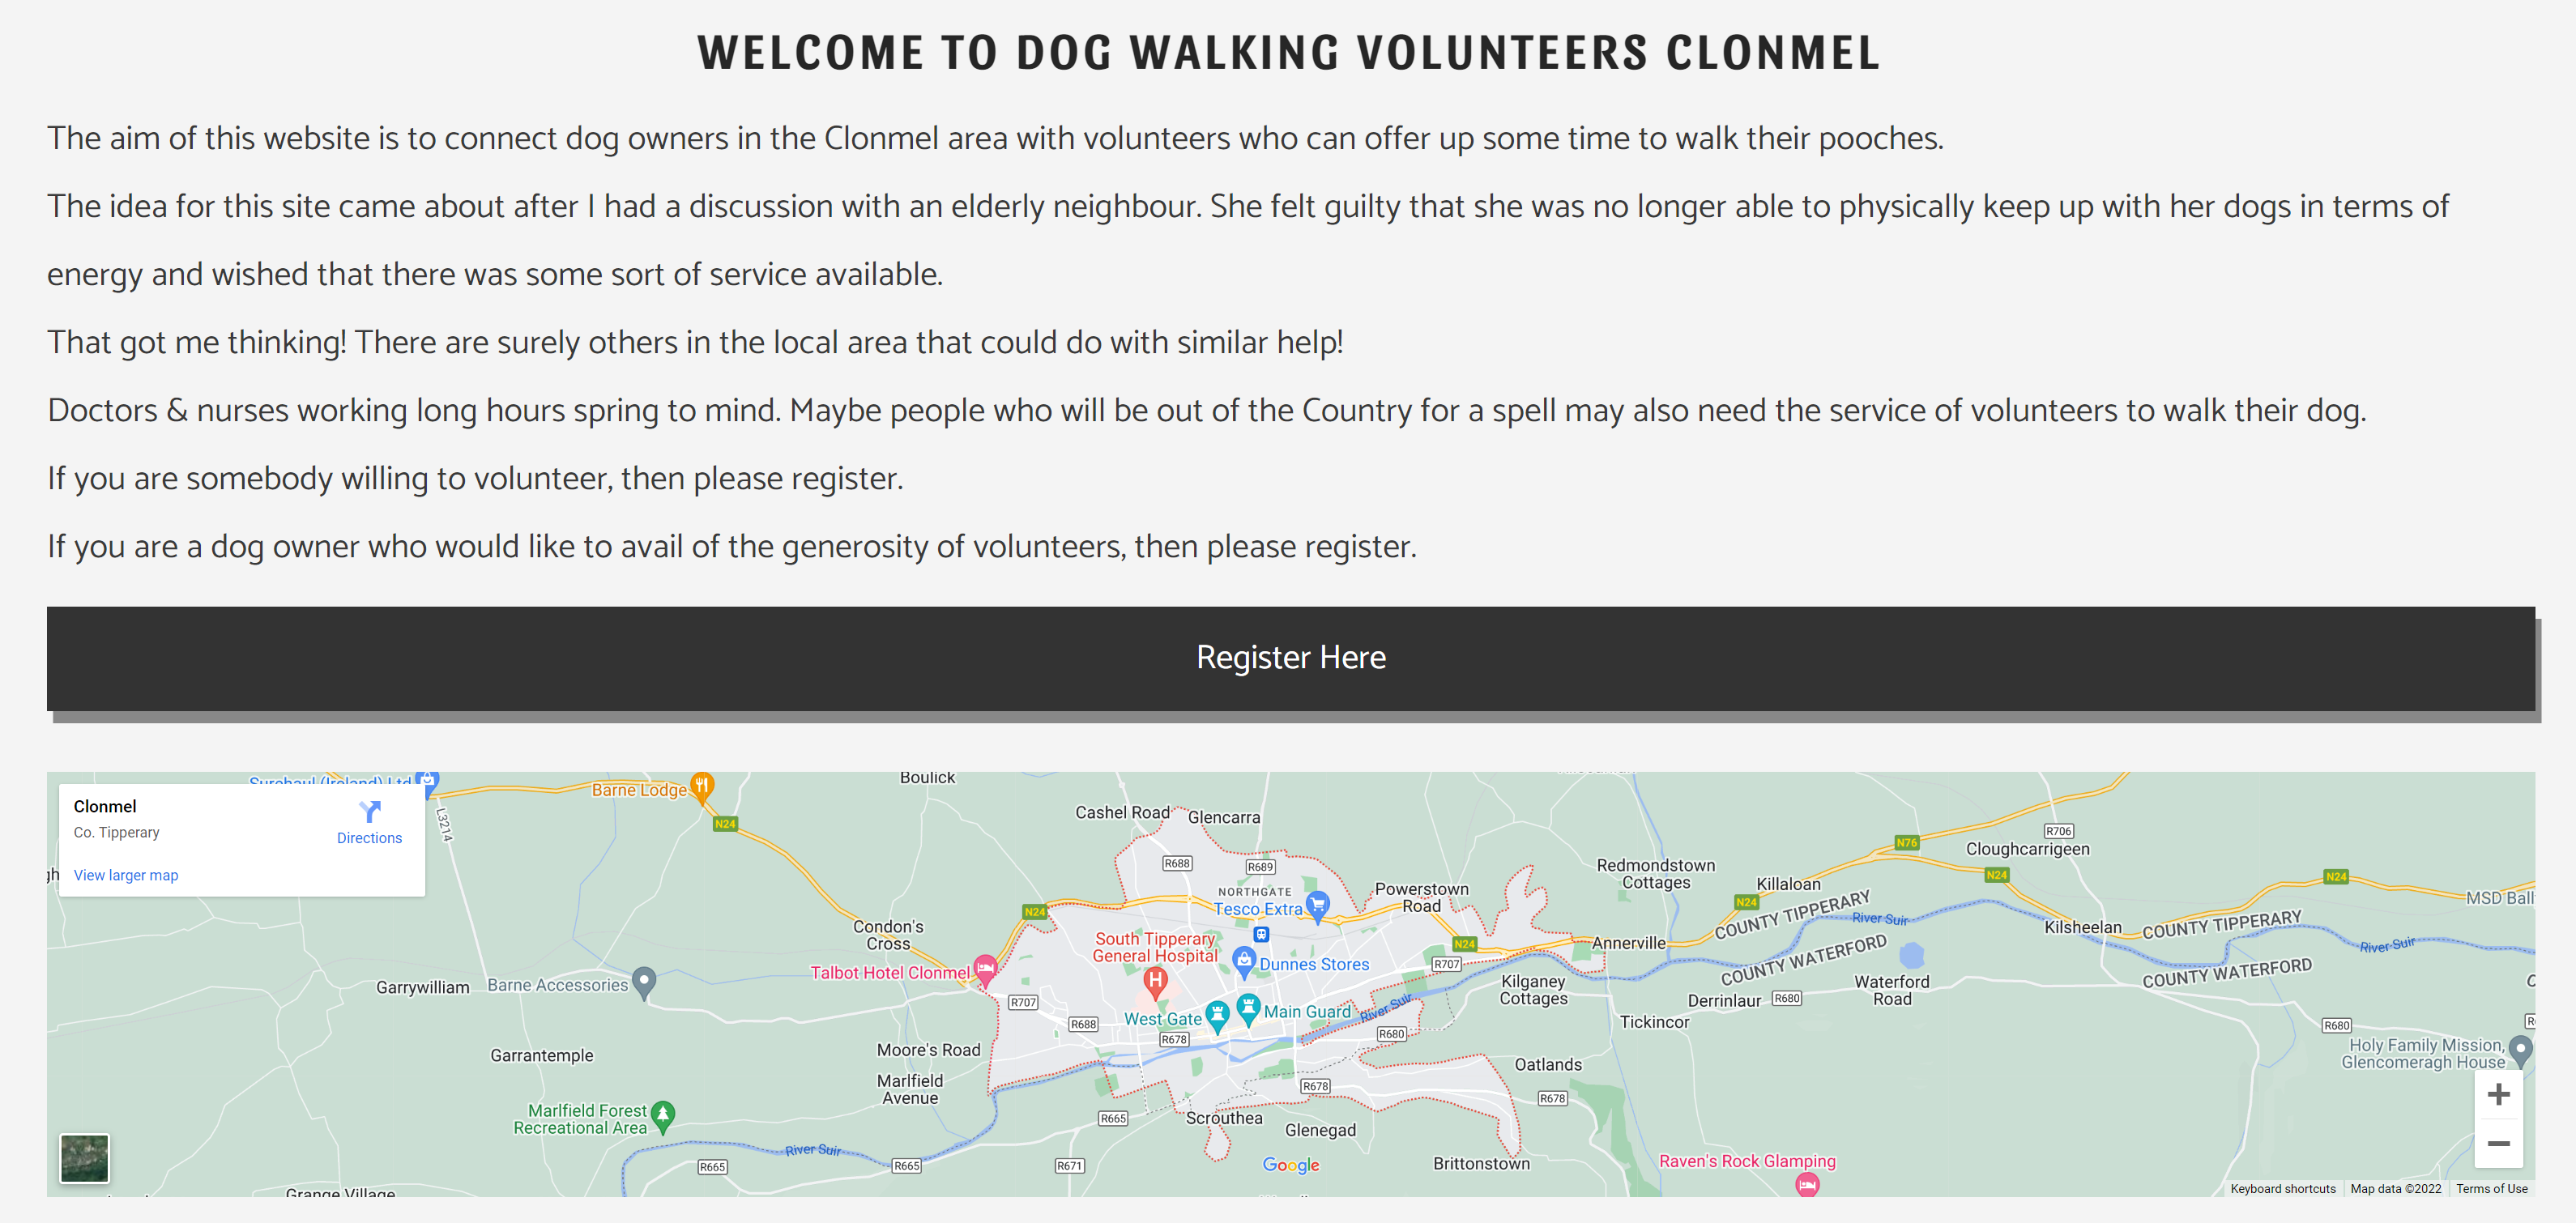 WELCOME TO DOG WALKING VOLUNTEERS CLONMEL
The aim of this website is to connect dog owners in the Clonmel area with volunteers who can offer up some time to walk their pooches.
The idea for this site came about after I had a discussion with an elderly neighbour. She felt guilty that she was no longer able to physically keep up with her dogs in terms of
energy and wished that there was some sort of service available.
That got me thinking! There are surely others in the local area that could do with similar help!
Doctors & nurses working long hours spring to mind. Maybe people who will be out of the Country for a spell may also need the service of volunteers to walk their dog.
If you are somebody willing to volunteer, then please register.
If you are a dog owner who would like to avail of the generosity of volunteers, then please register.
Register Here
Surehaul (Ireland) Ltd
Clonmel
Co. Tipperary
Directions
View larger map
L3214
Barne Lodge
N24
Boulick
Cashel Road
Glencarra
R688
R689
NORTHGATE
Tesco Extra
Powerstown
Road
N24
Condon's
Cross
South Tipperary
General Hospital
H
Dunnes Stores
Talbot Hotel Clonmel
R707
R688
West Gate
Main Guard
River Suir
R678
R680
R707
N24
Garrywilliam
Barne Accessories
Garrantemple
Moore's Road
Marlfield
Avenue
Marlfield Forest
Recreational Area
River Suir
R665
R665
R671
R665
Scrouthea
Glenegad
R678
Google
Brittonstown
Grange Village
Redmondstown
Cottages
Killaloan
N76
N24
R706
Cloughcarrigeen
N24
N24
COUNTY TIPPERARY
River Suir
COUNTY WATERFORD
Annerville
Kilganey
Cottages
Derrinlaur
R680
Tickincor
Waterford
Road
Kilsheelan
COUNTY TIPPERARY
COUNTY WATERFORD
River Suir
MSD Ball
Oatlands
R678
R680
Holy Family Mission,
Glencomeragh House
Raven's Rock Glamping
+
−
Keyboard shortcuts
Map data ©2022
Terms of Use